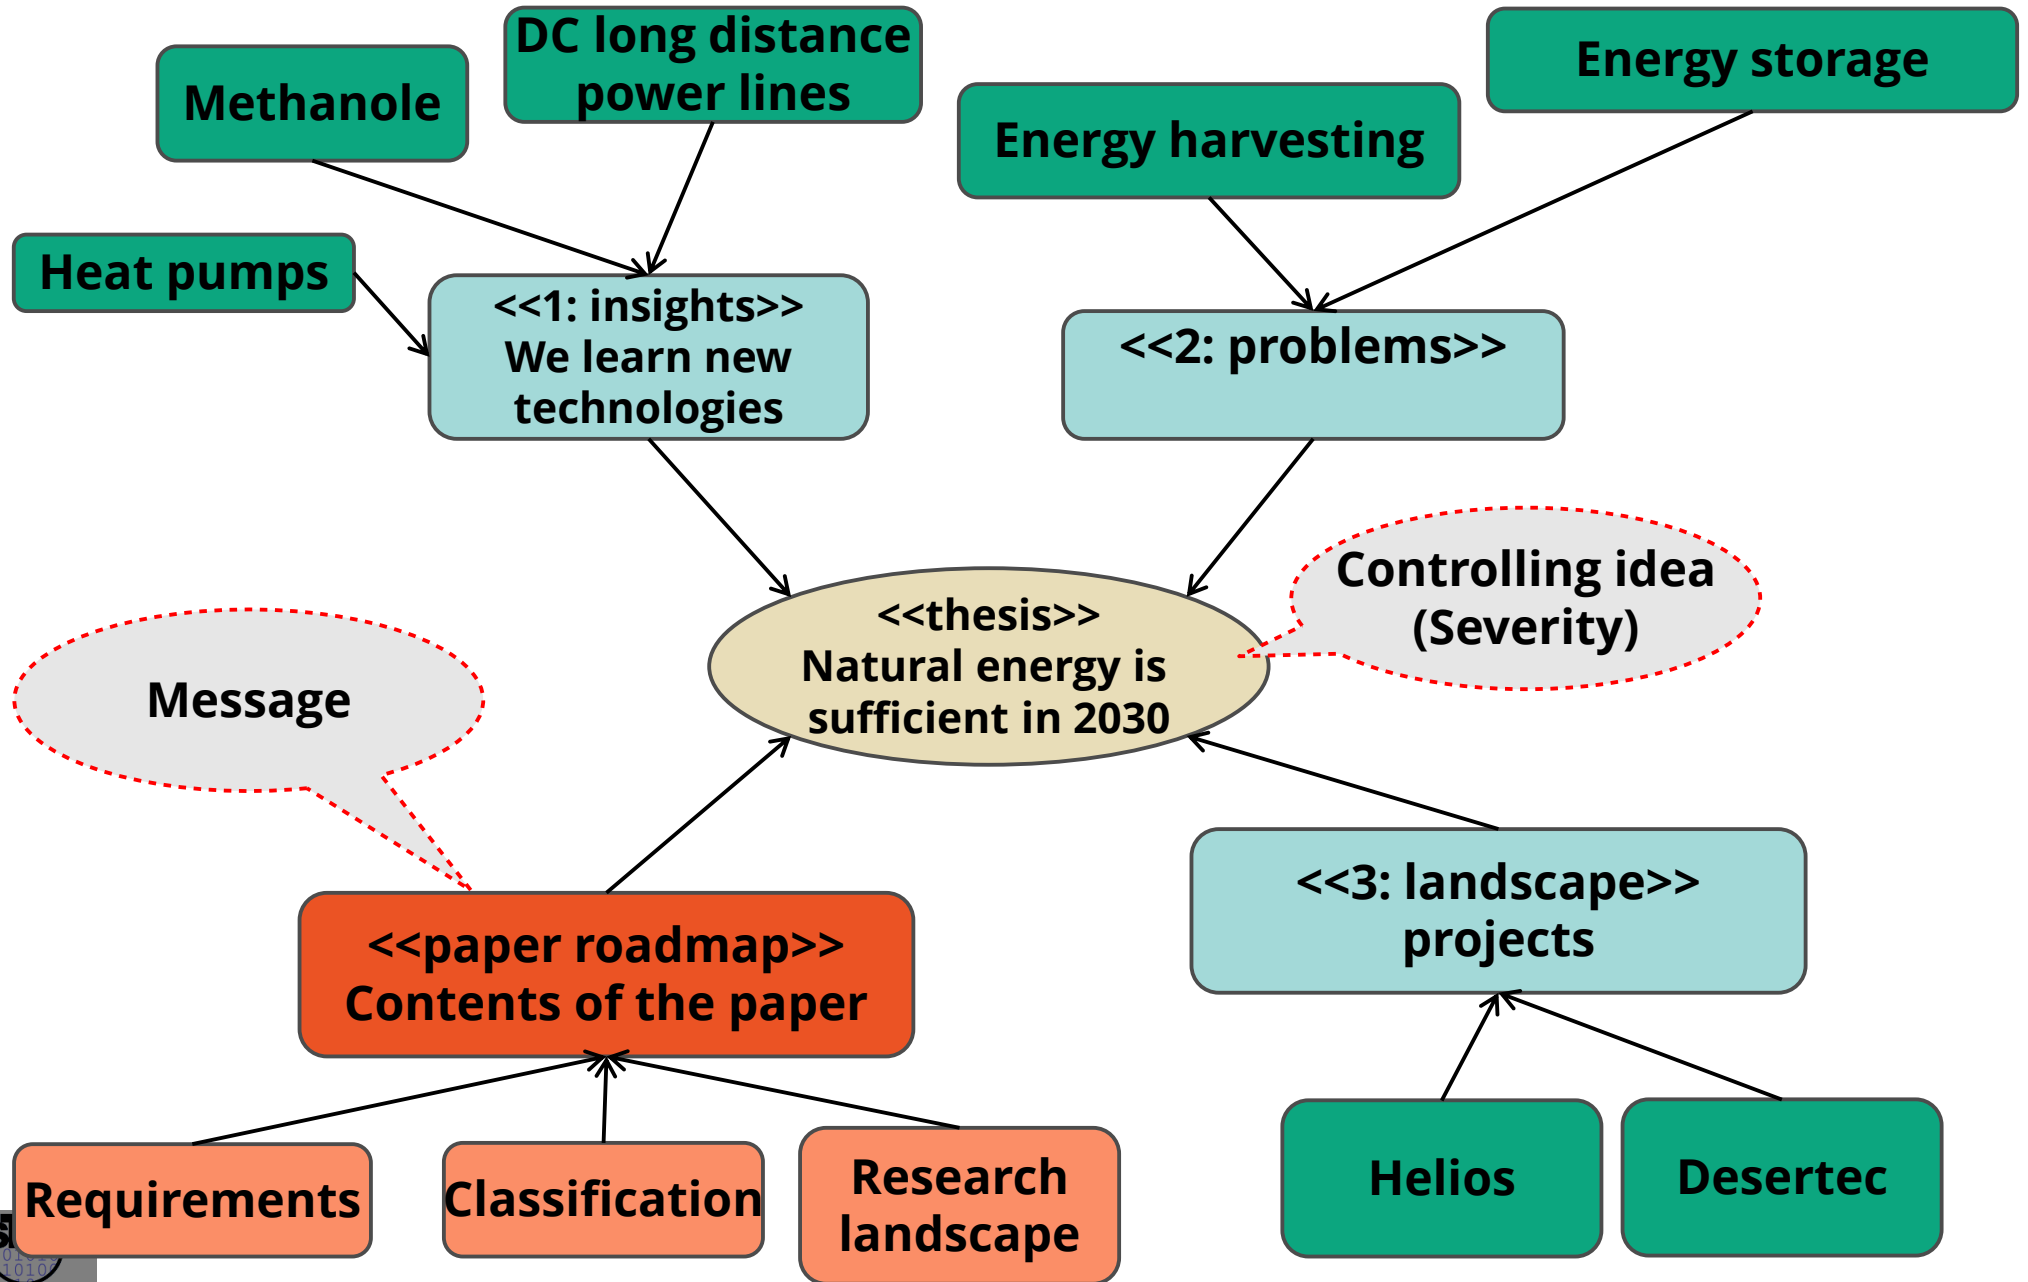 DC long distance
power lines
Energy storage
Methanole
Energy harvesting
Heat pumps
<<1: insights>>
We learn new
technologies
<<2: problems>>
Controlling idea
(Severity)
<<thesis>>
Natural energy is
sufficient in 2030
Message
<<3: landscape>>
projects
<<paper roadmap>>
Contents of the paper
Requirements
Classification
Research
landscape
Helios
Desertec